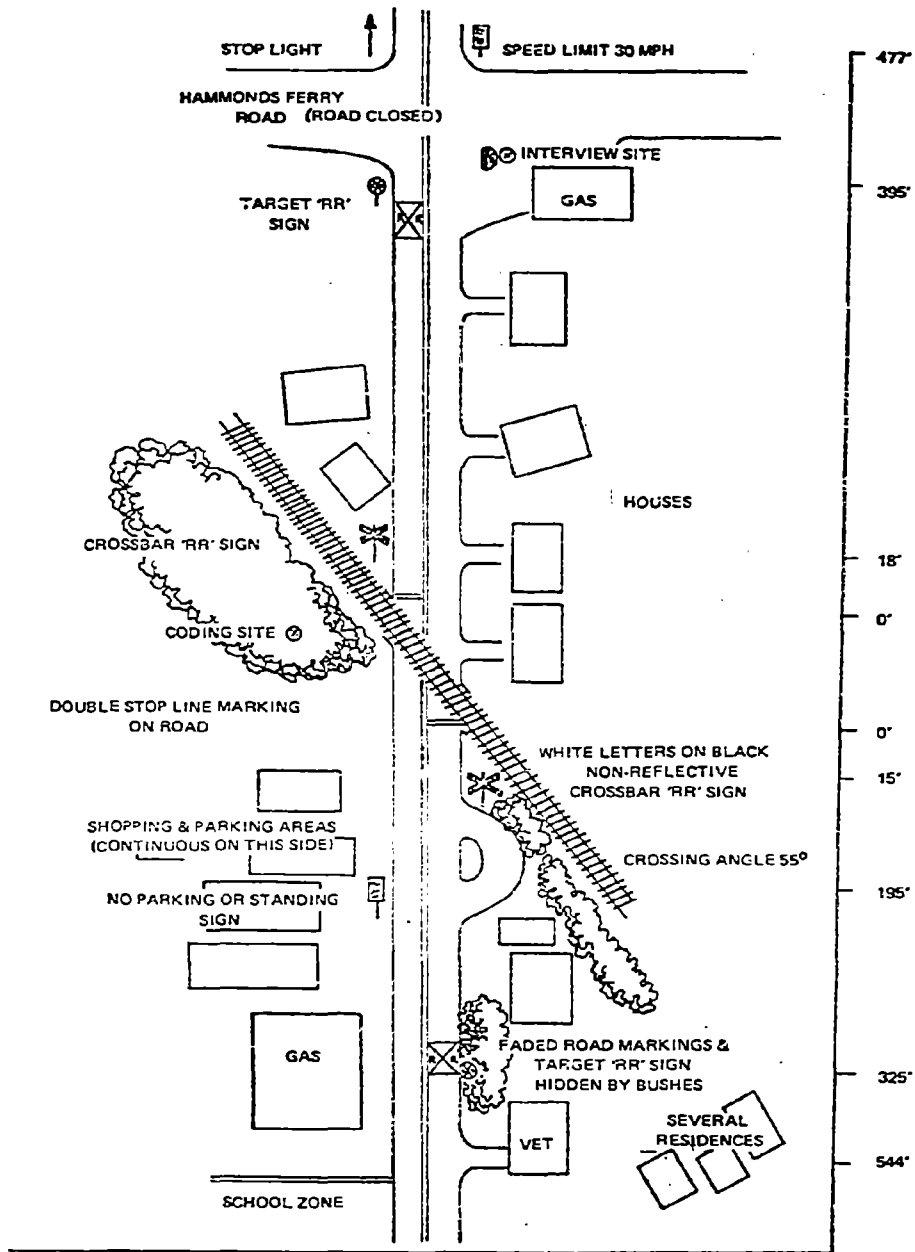 STOP LIGHT
SPEED LIMIT 30 MPH
477'
HAMMONDS FERRY
ROAD (ROAD CLOSED)
INTERVIEW SITE
TARGET 'RR'
SIGN
GAS
395'
R R
HOUSES
CROSSBAR 'RR' SIGN
18'
0'
CODING SITE
DOUBLE STOP LINE MARKING
ON ROAD
0'
WHITE LETTERS ON BLACK
NON-REFLECTIVE
CROSSBAR 'RR' SIGN
15'
SHOPPING & PARKING AREAS
(CONTINUOUS ON THIS SIDE)
CROSSING ANGLE 55°
NO PARKING OR STANDING
SIGN
195'
GAS
R R
FADED ROAD MARKINGS &
TARGET 'RR' SIGN
HIDDEN BY BUSHES
325'
VET
SEVERAL
RESIDENCES
544'
SCHOOL ZONE